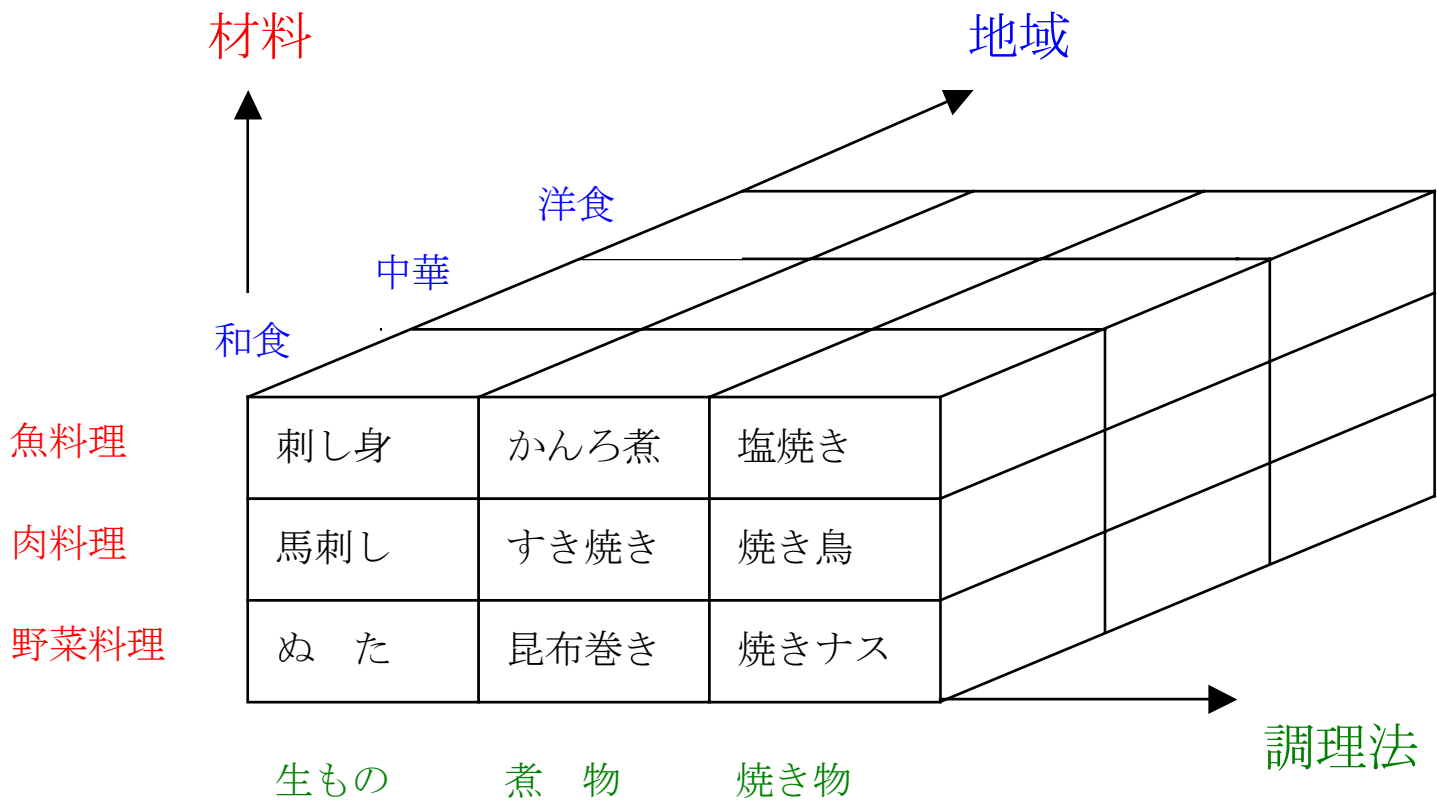 材料 地域
洋食
中華
和食
魚料理 刺し身 かんろ煮 塩焼き
肉料理 馬刺し すき焼き 焼き鳥
野菜料理 ぬ　た 昆布巻き 焼きナス
調理法
生もの 煮　物 焼き物